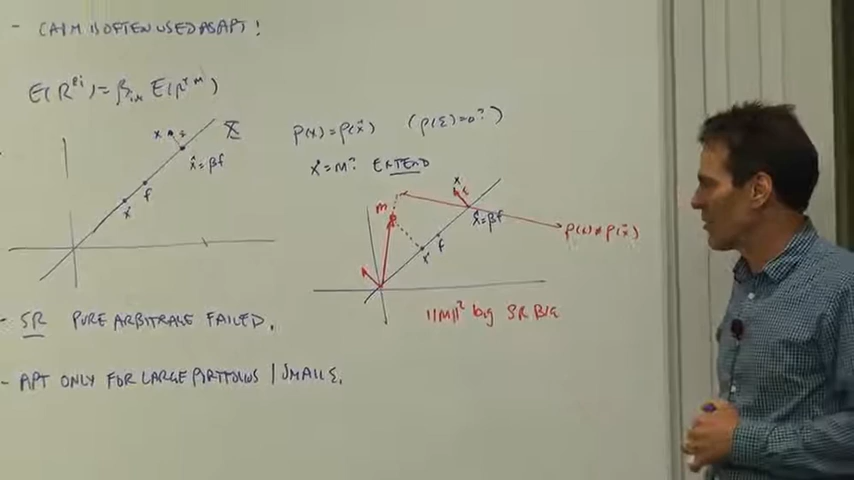 - CAPM IS OFTEN USED AS APT !
E(R^ei) = β_i,m E(R^em)
X
x ε
x̂ = βf
f
x*
p(x) = p(x̂) (p(ε)=0?)
x* = m? EXTEND
x ε
m
x̂ = βf
f
x*
p(x) ≠ p(x̂)
||m||² big SR BIG
- SR PURE ARBITRAGE FAILED.
- APT ONLY FOR LARGE PORTFOLIOS / SMALL ε.